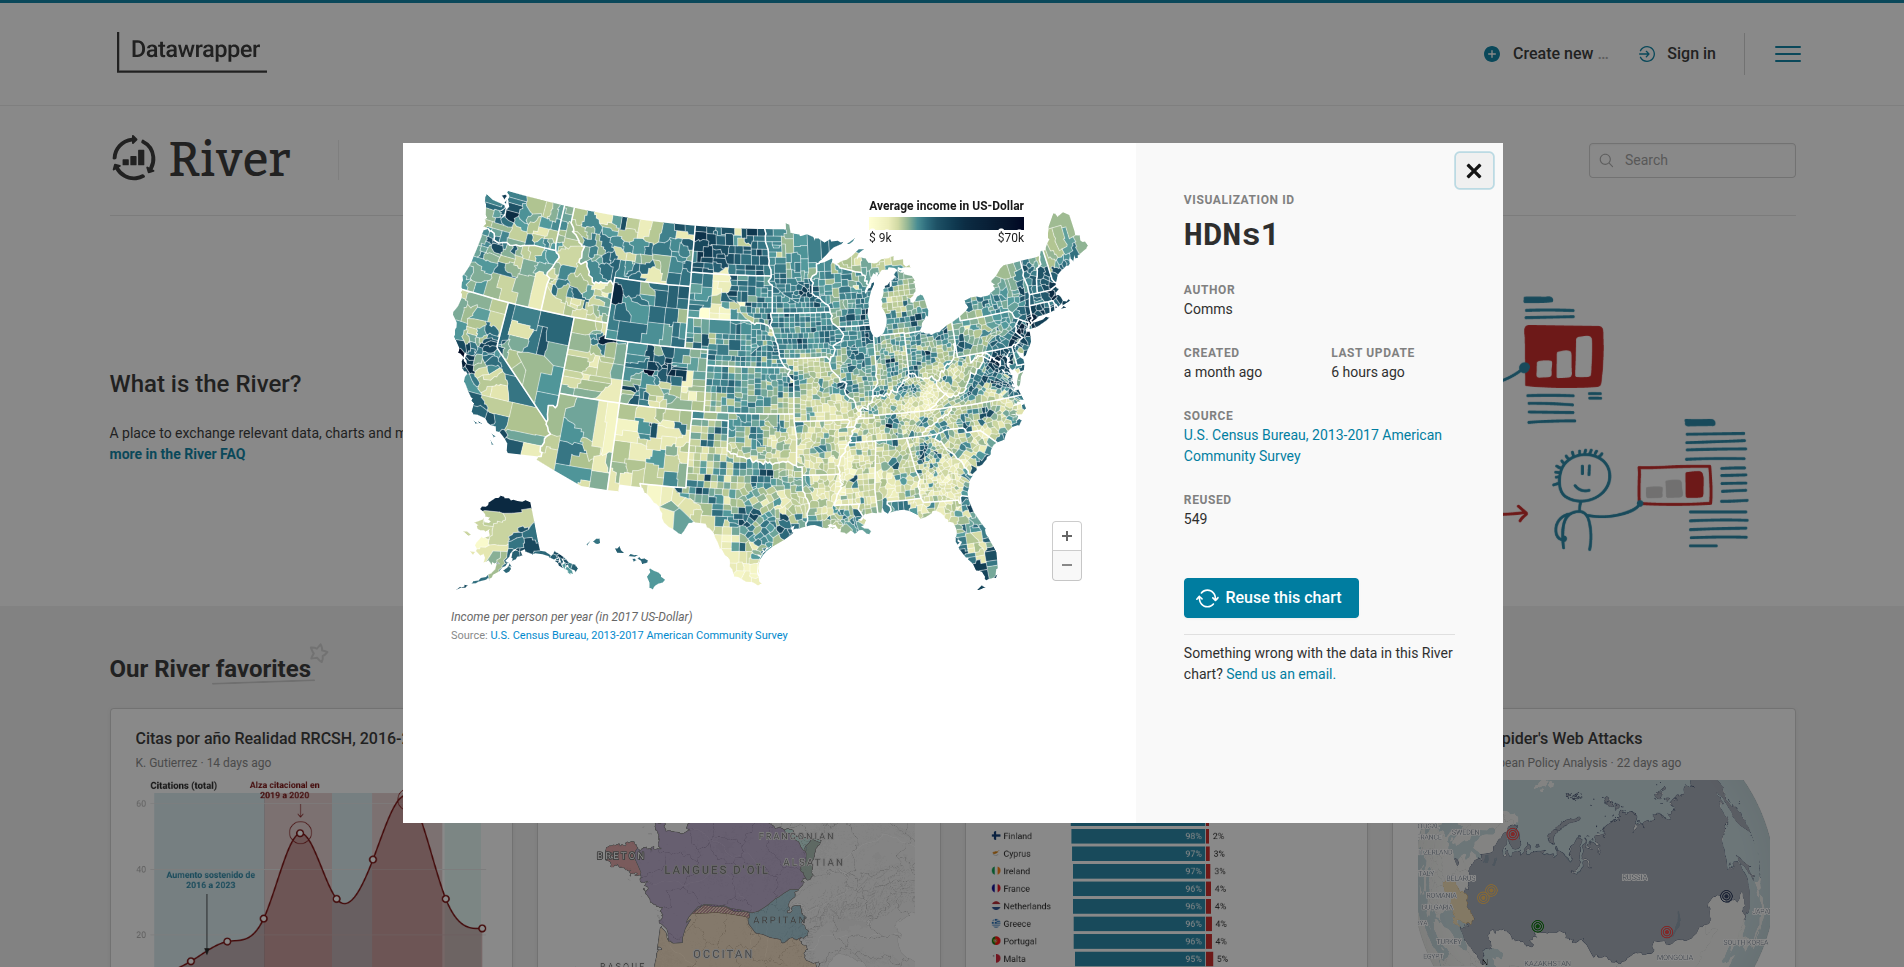 Datawrapper
Create new ...
Sign in
River
Search
What is the River?
A place to exchange relevant data, charts and m
more in the River FAQ
Average income in US-Dollar
$ 9k
$70k
+
−
Income per person per year (in 2017 US-Dollar)
Source: U.S. Census Bureau, 2013-2017 American Community Survey
VISUALIZATION ID
HDNs1
AUTHOR
Comms
CREATED
a month ago
LAST UPDATE
6 hours ago
SOURCE
U.S. Census Bureau, 2013-2017 American
Community Survey
REUSED
549
Reuse this chart
Something wrong with the data in this River
chart? Send us an email.
Our River favorites
Citas por año Realidad RRCSH, 2016-
K. Gutierrez · 14 days ago
Citations (total)
Alza citacional en
2019 a 2020
60
40
20
Aumento sostenido de
2016 a 2023
FRANCONIAN
BRETON
LANGUES D'OÏL
ALSATIAN
ARPITAN
OCCITAN
BASQUE
Finland 98% 2%
Cyprus 97% 3%
Ireland 97% 3%
France 96% 4%
Netherlands 96% 4%
Greece 96% 4%
Portugal 96% 4%
Malta 95% 5%
pider's Web Attacks
ean Policy Analysis · 22 days ago
RUSSIA
BELARUS
TURKEY
KAZAKHSTAN
MONGOLIA
SOUTH KOREA